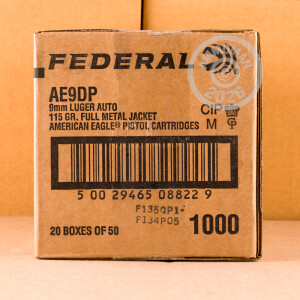 FEDERAL
AE9DP
9mm LUGER AUTO
115 GR. FULL METAL JACKET
AMERICAN EAGLE® PISTOL CARTRIDGES
CIP
M
5 00 29465 08822 9
F135QP1
F134P05
20 BOXES OF 50
1000